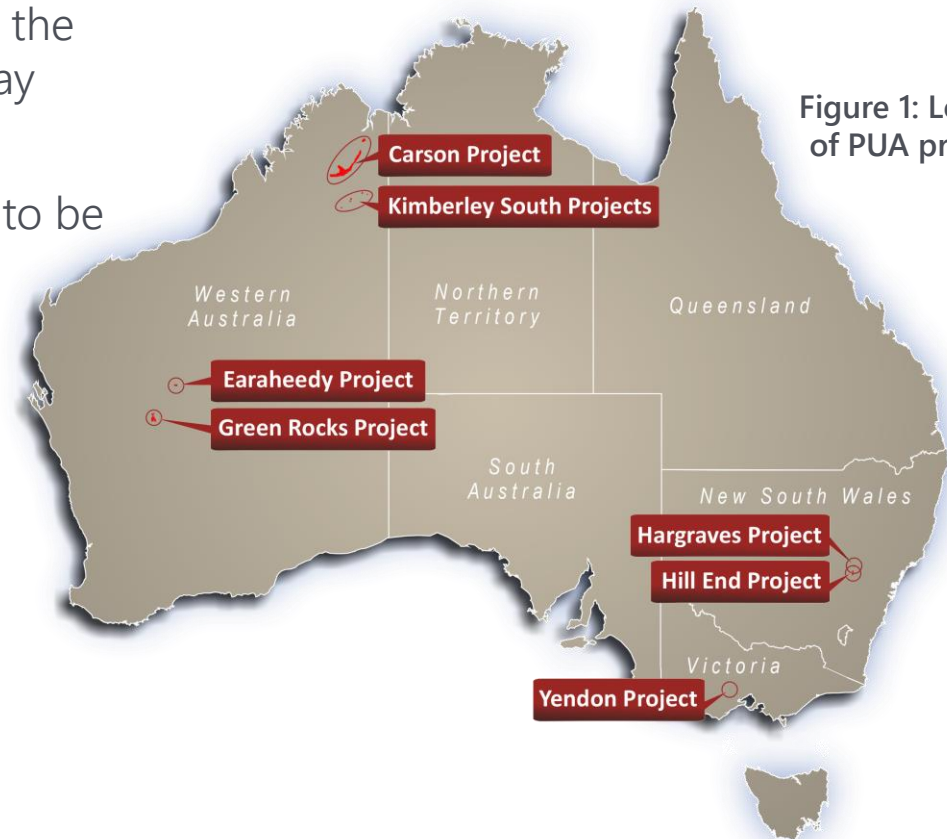 the
ay
to be
Figure 1: Lo
of PUA pr
Carson Project
Kimberley South Projects
Western
Australia
Northern
Territory
Queensland
Earaheedy Project
Green Rocks Project
South
Australia
New South Wales
Hargraves Project
Hill End Project
Victoria
Yendon Project